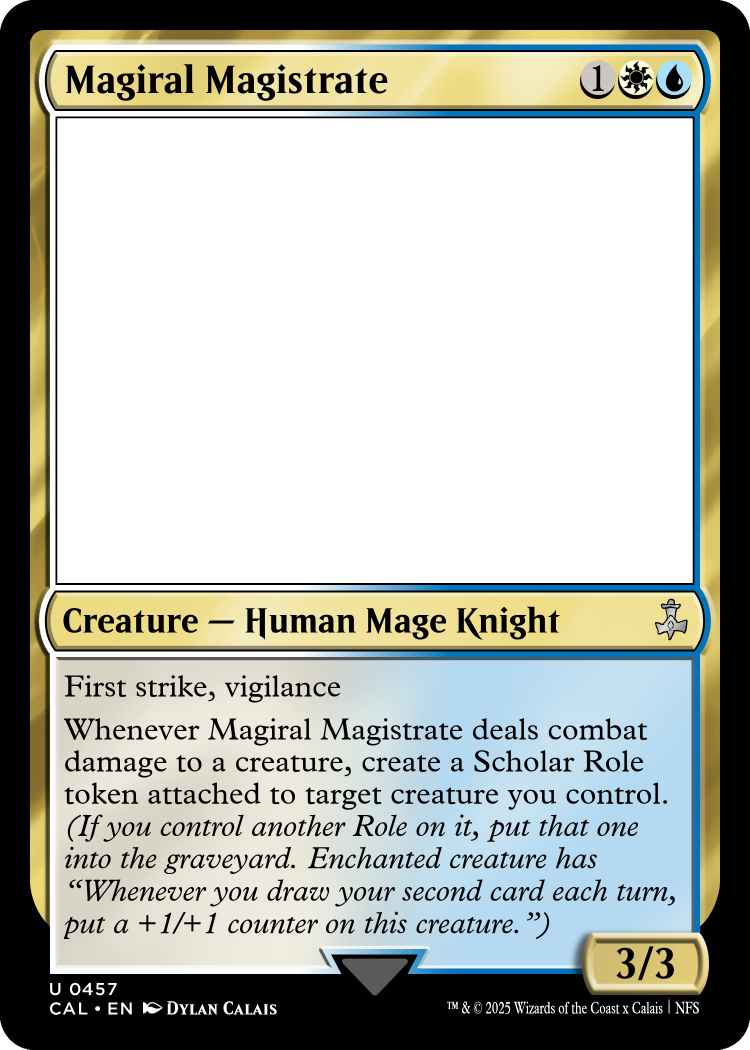 Magiral Magistrate 1
Creature — Human Mage Knight
First strike, vigilance
Whenever Magiral Magistrate deals combat
damage to a creature, create a Scholar Role
token attached to target creature you control.
(If you control another Role on it, put that one
into the graveyard. Enchanted creature has
“Whenever you draw your second card each turn,
put a +1/+1 counter on this creature.”)
3/3
U 0457
CAL • EN DYLAN CALAIS
™ & © 2025 Wizards of the Coast x Calais | NFS